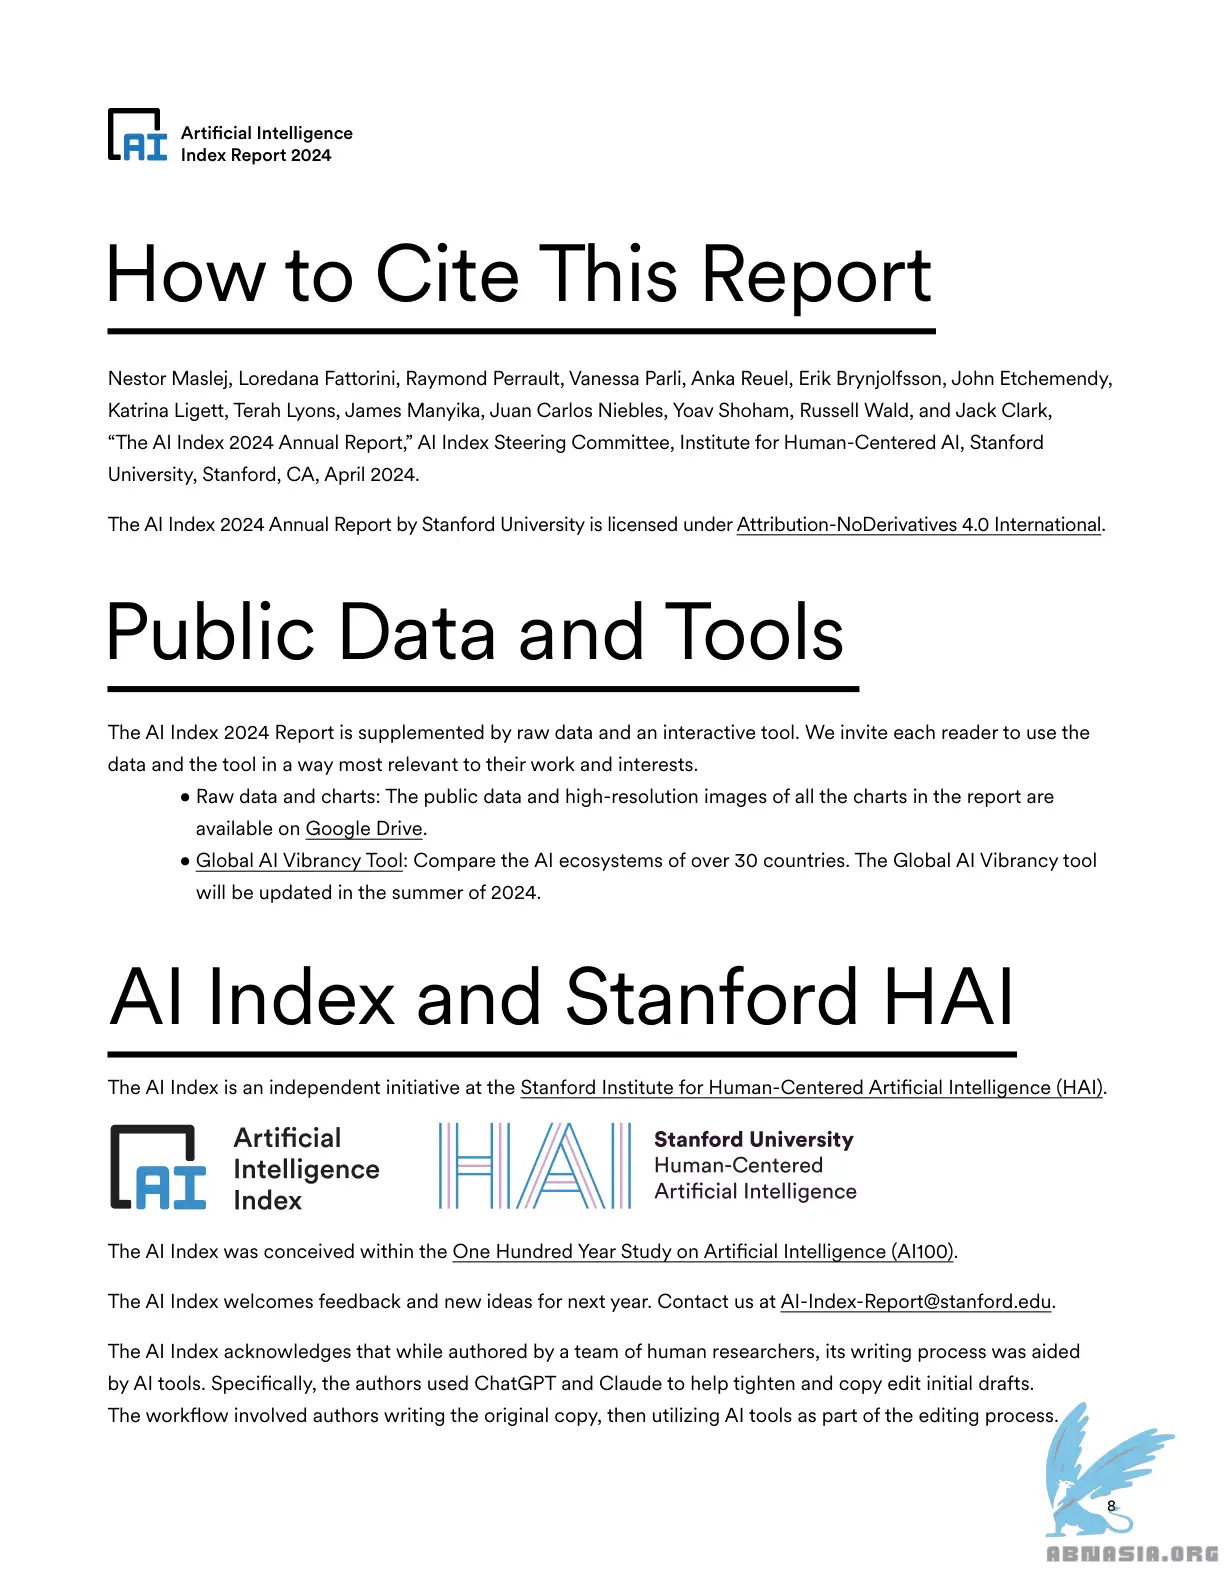 AI
Artificial Intelligence
Index Report 2024
How to Cite This Report
Nestor Maslej, Loredana Fattorini, Raymond Perrault, Vanessa Parli, Anka Reuel, Erik Brynjolfsson, John Etchemendy,
Katrina Ligett, Terah Lyons, James Manyika, Juan Carlos Niebles, Yoav Shoham, Russell Wald, and Jack Clark,
“The AI Index 2024 Annual Report,” AI Index Steering Committee, Institute for Human-Centered AI, Stanford
University, Stanford, CA, April 2024.
The AI Index 2024 Annual Report by Stanford University is licensed under Attribution-NoDerivatives 4.0 International.
Public Data and Tools
The AI Index 2024 Report is supplemented by raw data and an interactive tool. We invite each reader to use the
data and the tool in a way most relevant to their work and interests.
• Raw data and charts: The public data and high-resolution images of all the charts in the report are
available on Google Drive.
• Global AI Vibrancy Tool: Compare the AI ecosystems of over 30 countries. The Global AI Vibrancy tool
will be updated in the summer of 2024.
AI Index and Stanford HAI
The AI Index is an independent initiative at the Stanford Institute for Human-Centered Artificial Intelligence (HAI).
AI
Artificial
Intelligence
Index
HAI
Stanford University
Human-Centered
Artificial Intelligence
The AI Index was conceived within the One Hundred Year Study on Artificial Intelligence (AI100).
The AI Index welcomes feedback and new ideas for next year. Contact us at AI-Index-Report@stanford.edu.
The AI Index acknowledges that while authored by a team of human researchers, its writing process was aided
by AI tools. Specifically, the authors used ChatGPT and Claude to help tighten and copy edit initial drafts.
The workflow involved authors writing the original copy, then utilizing AI tools as part of the editing process.
8
ABNASIA.ORG